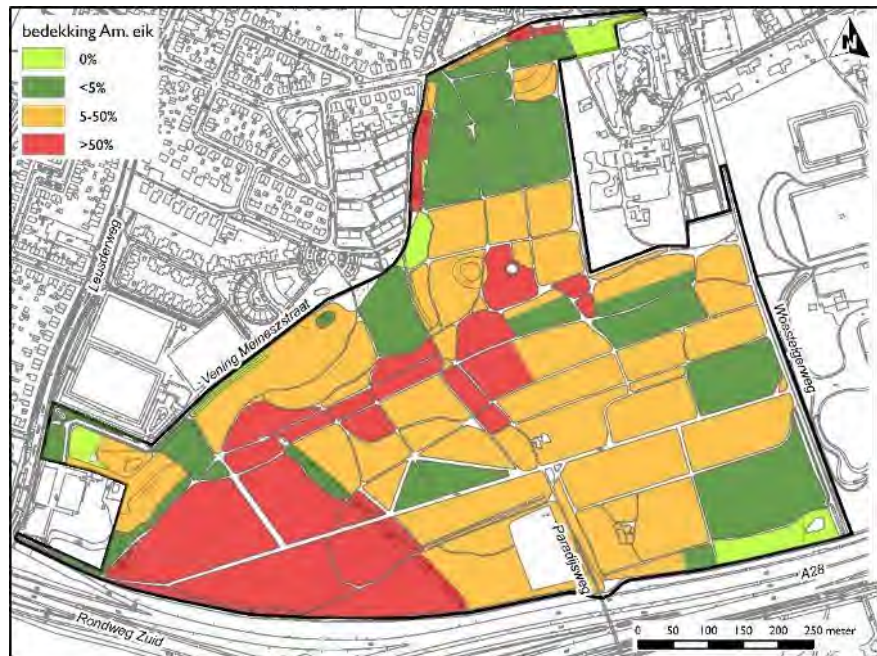 bedekking Am. eik
0%
<5%
5-50%
>50%
N
Leusderweg
Vening Meineszstraat
Woesteigerweg
Paradijsweg
A28
Rondweg Zuid
0 50 100 150 200 250 meter